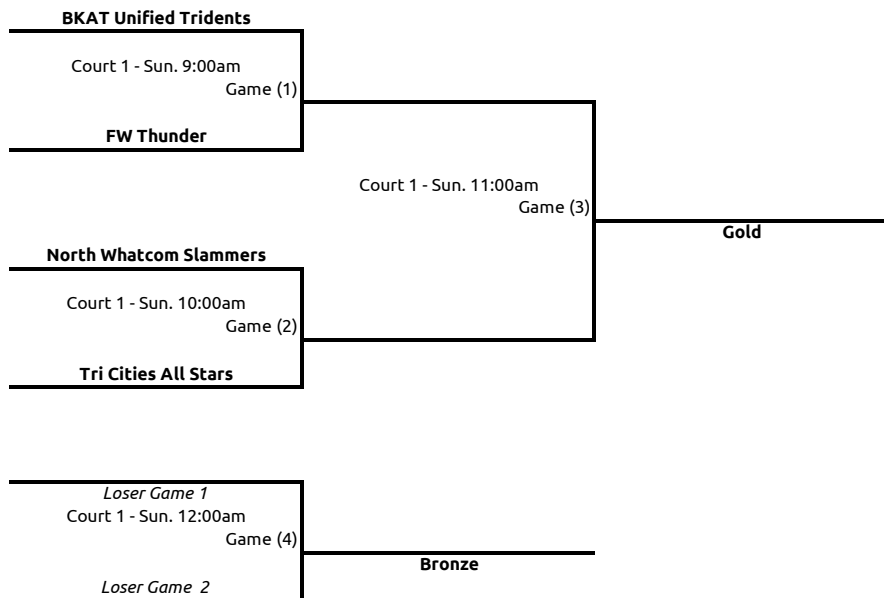 BKAT Unified Tridents
Court 1 - Sun. 9:00am
Game (1)
FW Thunder
Court 1 - Sun. 11:00am
Game (3)
Gold
North Whatcom Slammers
Court 1 - Sun. 10:00am
Game (2)
Tri Cities All Stars
Loser Game 1
Court 1 - Sun. 12:00am
Game (4)
Bronze
Loser Game 2